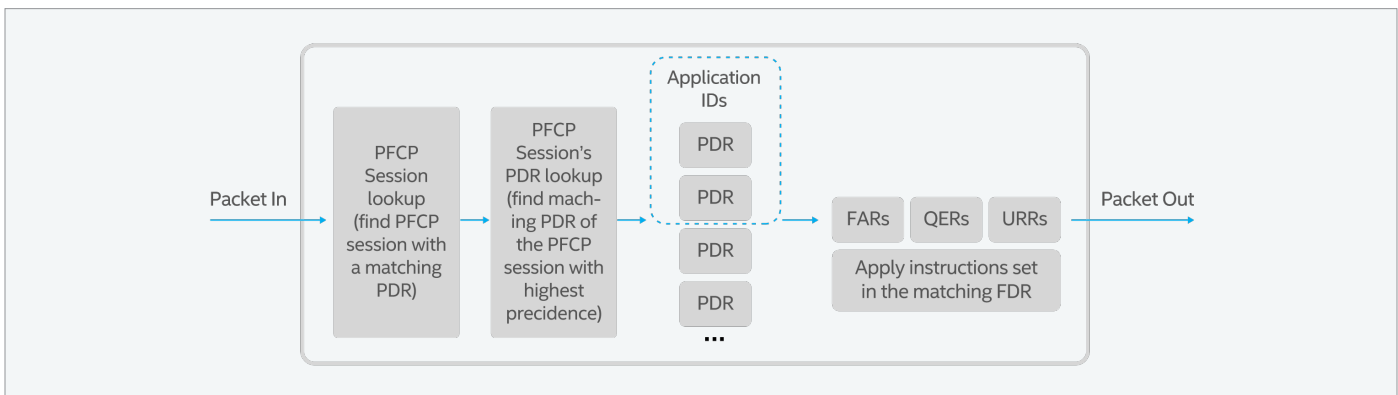 Packet In
PFCP
Session
lookup
(find PFCP
session with
a matching
PDR)
PFCP
Session's
PDR lookup
(find mach-
ing PDR of
the PFCP
session with
highest
precidence)
Application
IDs
PDR
PDR
PDR
PDR
...
FARs
QERs
URRs
Apply instructions set
in the matching FDR
Packet Out